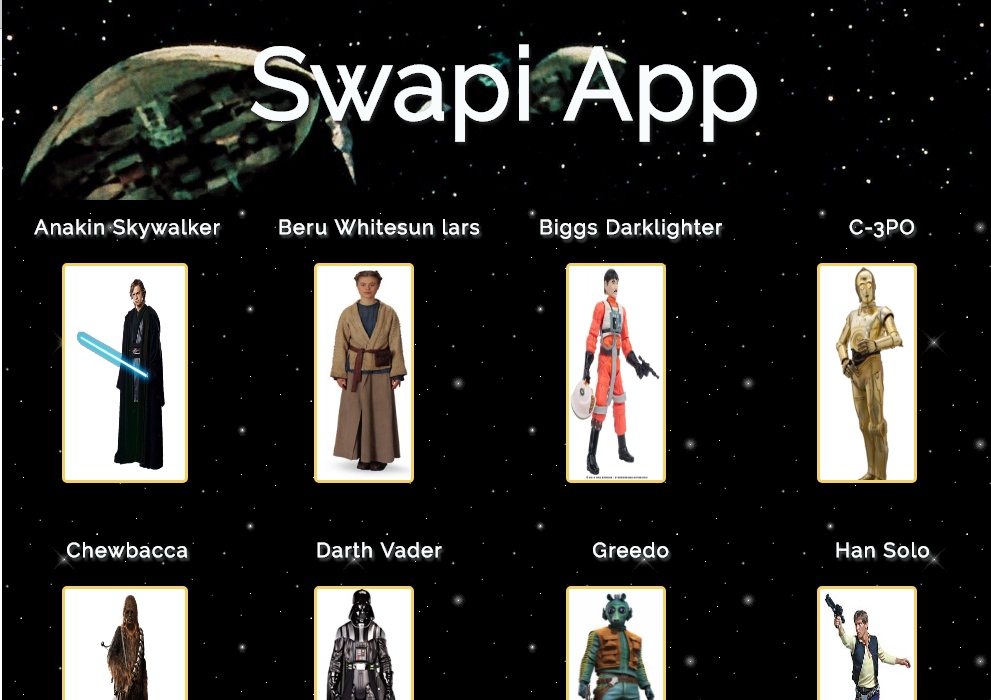 Swapi App
Anakin Skywalker
Beru Whitesun lars
Biggs Darklighter
C-3PO
Chewbacca
Darth Vader
Greedo
Han Solo